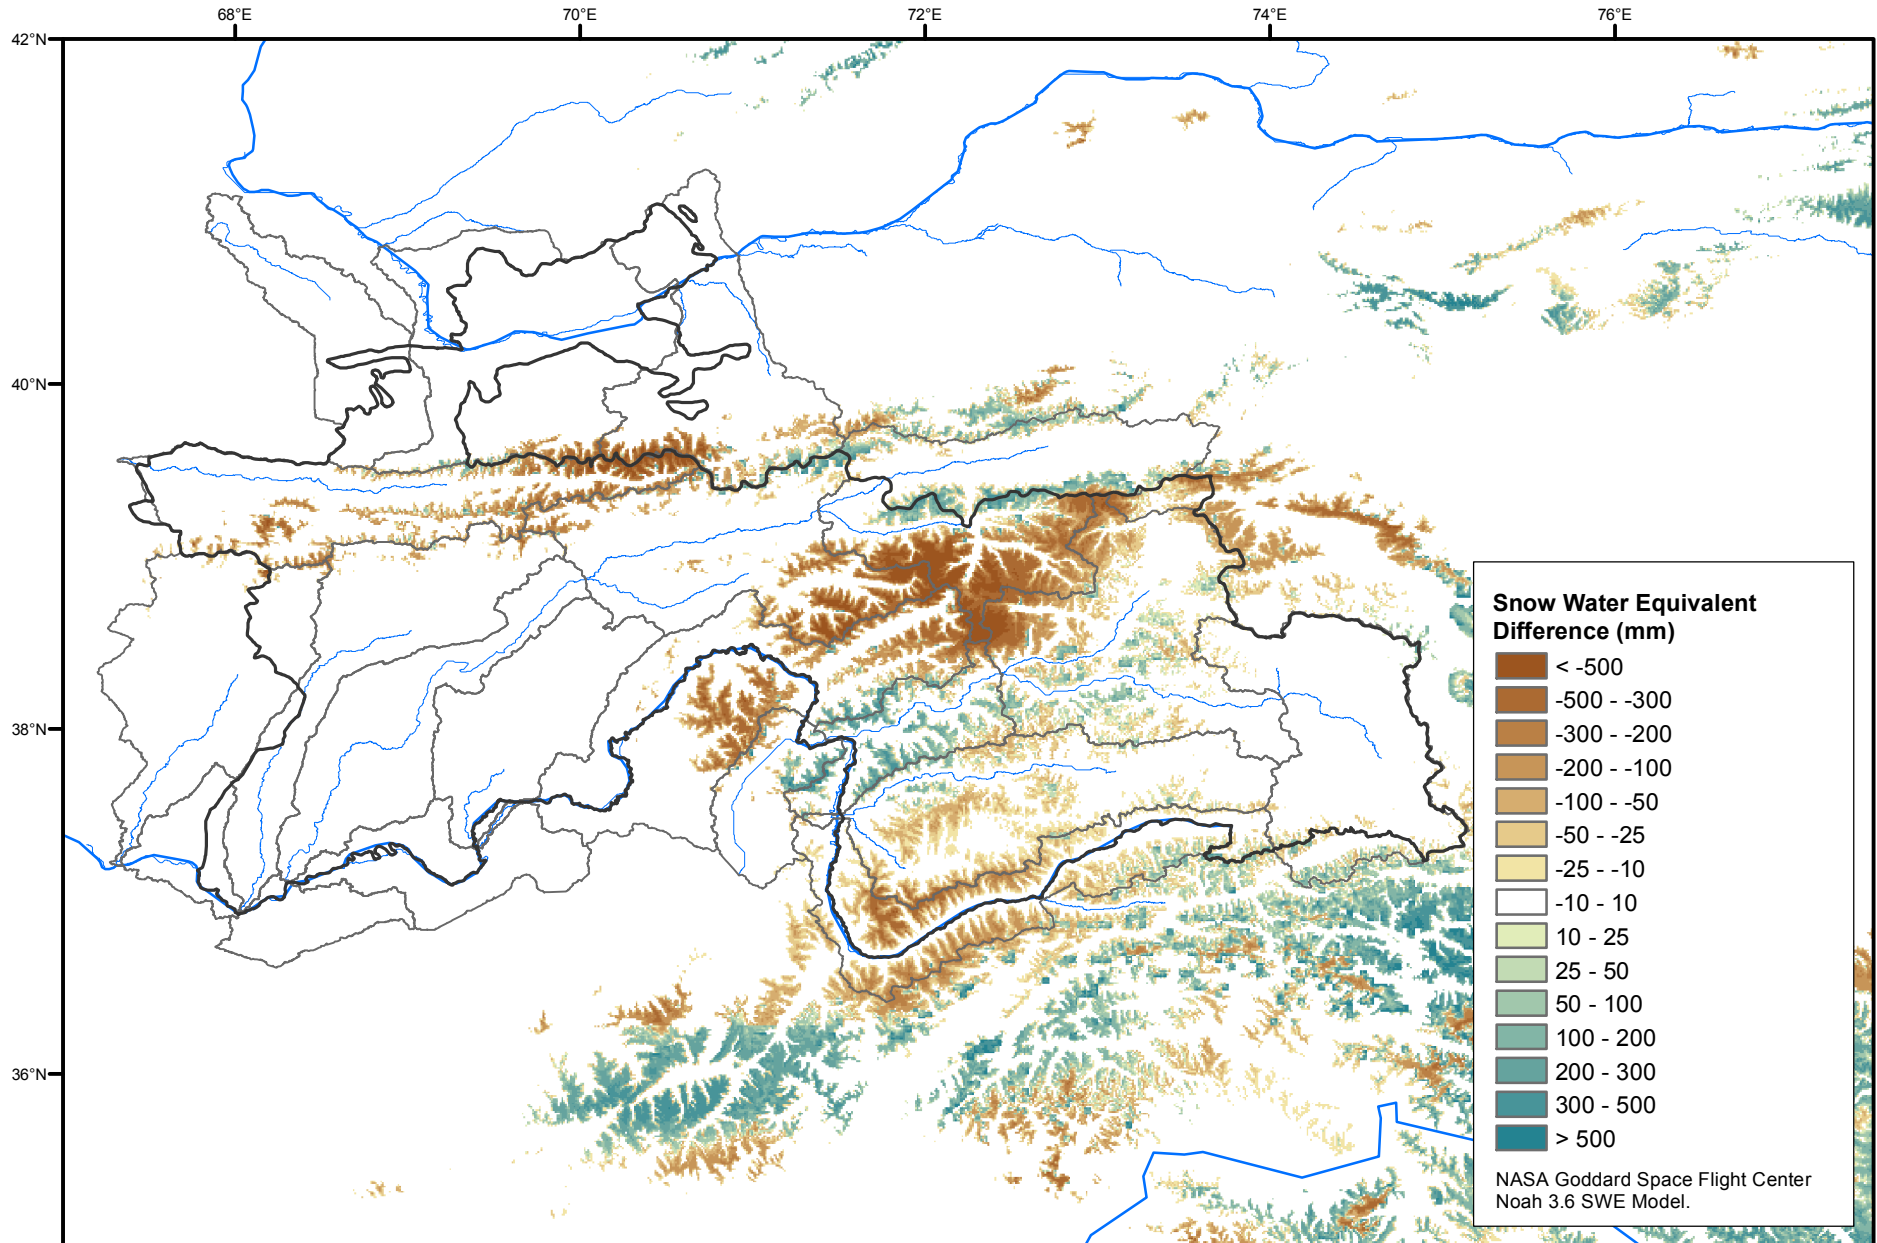 68°E 70°E 72°E 74°E 76°E
42°N
40°N
38°N
36°N
Snow Water Equivalent
Difference (mm)
< -500
-500 - -300
-300 - -200
-200 - -100
-100 - -50
-50 - -25
-25 - -10
-10 - 10
10 - 25
25 - 50
50 - 100
100 - 200
200 - 300
300 - 500
> 500
NASA Goddard Space Flight Center
Noah 3.6 SWE Model.